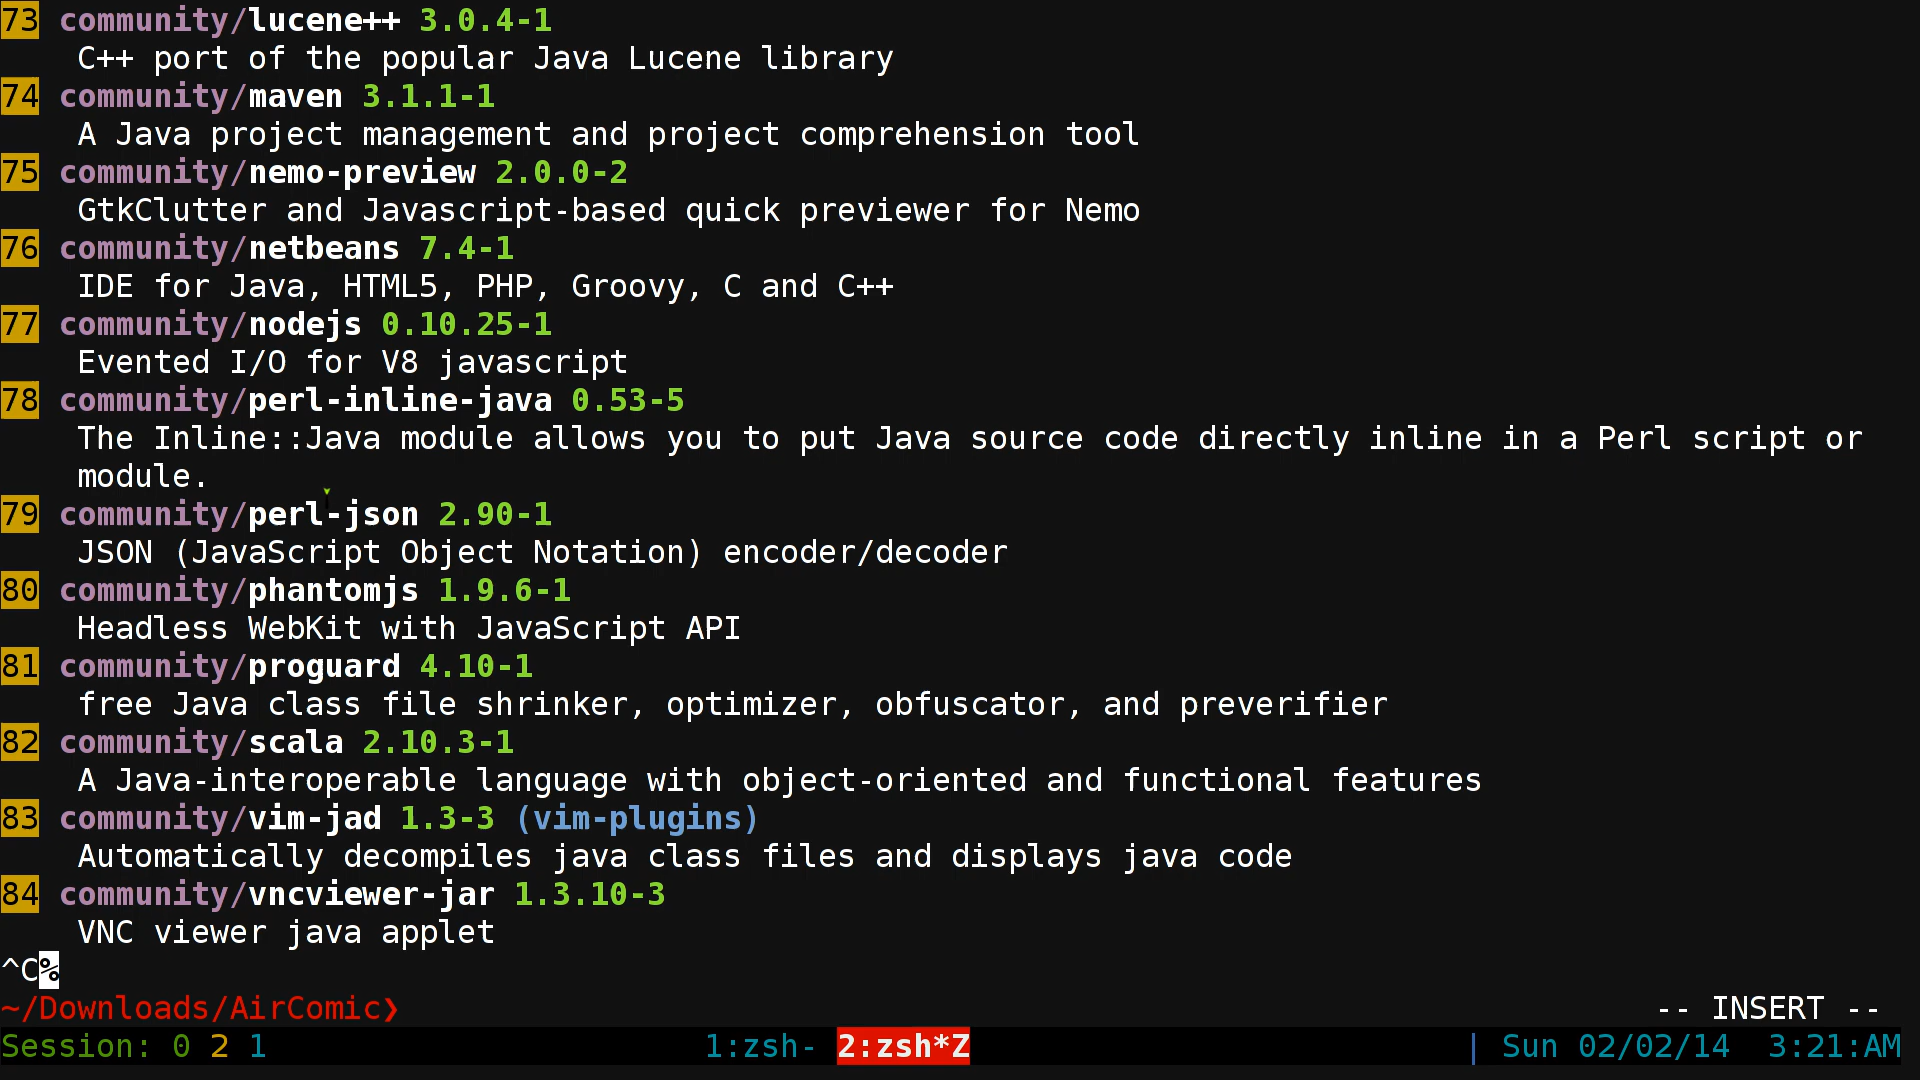 73 community/lucene++ 3.0.4-1
C++ port of the popular Java Lucene library
74 community/maven 3.1.1-1
A Java project management and project comprehension tool
75 community/nemo-preview 2.0.0-2
GtkClutter and Javascript-based quick previewer for Nemo
76 community/netbeans 7.4-1
IDE for Java, HTML5, PHP, Groovy, C and C++
77 community/nodejs 0.10.25-1
Evented I/O for V8 javascript
78 community/perl-inline-java 0.53-5
The Inline::Java module allows you to put Java source code directly inline in a Perl script or
module.
79 community/perl-json 2.90-1
JSON (JavaScript Object Notation) encoder/decoder
80 community/phantomjs 1.9.6-1
Headless WebKit with JavaScript API
81 community/proguard 4.10-1
free Java class file shrinker, optimizer, obfuscator, and preverifier
82 community/scala 2.10.3-1
A Java-interoperable language with object-oriented and functional features
83 community/vim-jad 1.3-3 (vim-plugins)
Automatically decompiles java class files and displays java code
84 community/vncviewer-jar 1.3.10-3
VNC viewer java applet
^C%
~/Downloads/AirComic❯ -- INSERT --
Session: 0 2 1 1:zsh- 2:zsh*Z | Sun 02/02/14 3:21:AM